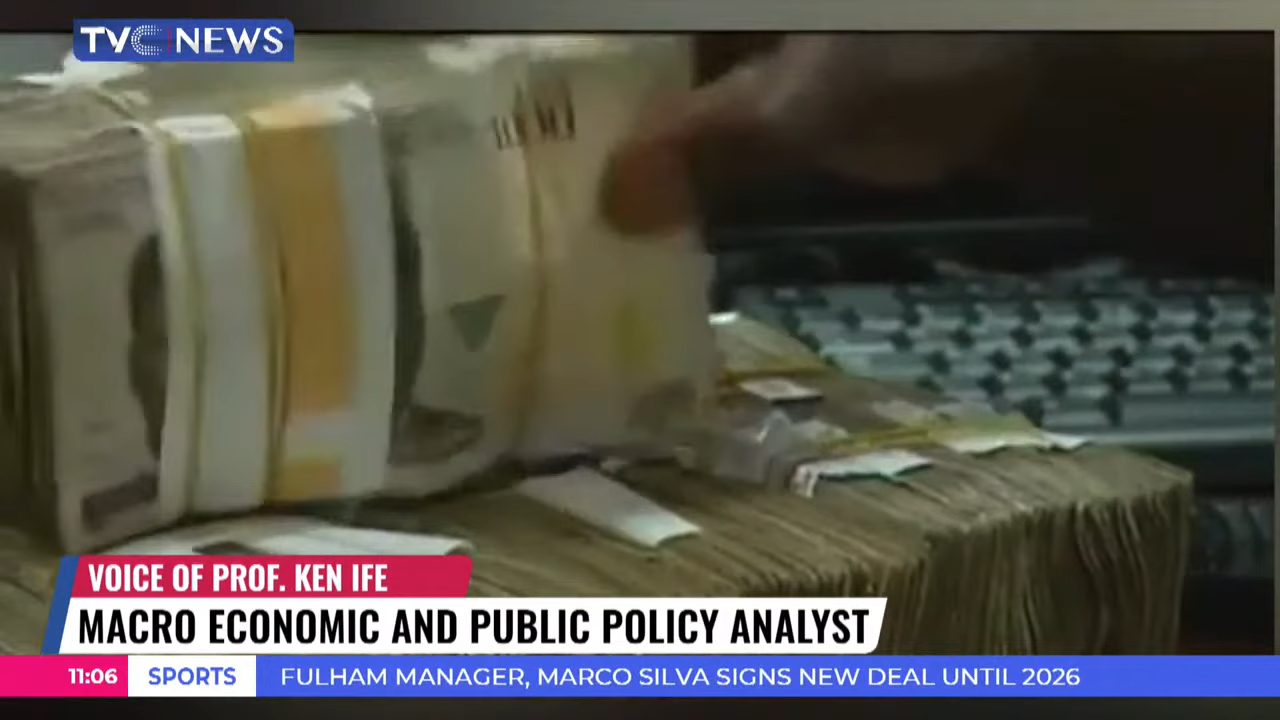 TVC NEWS
VOICE OF PROF. KEN IFE
MACRO ECONOMIC AND PUBLIC POLICY ANALYST
11:06 SPORTS FULHAM MANAGER, MARCO SILVA SIGNS NEW DEAL UNTIL 2026